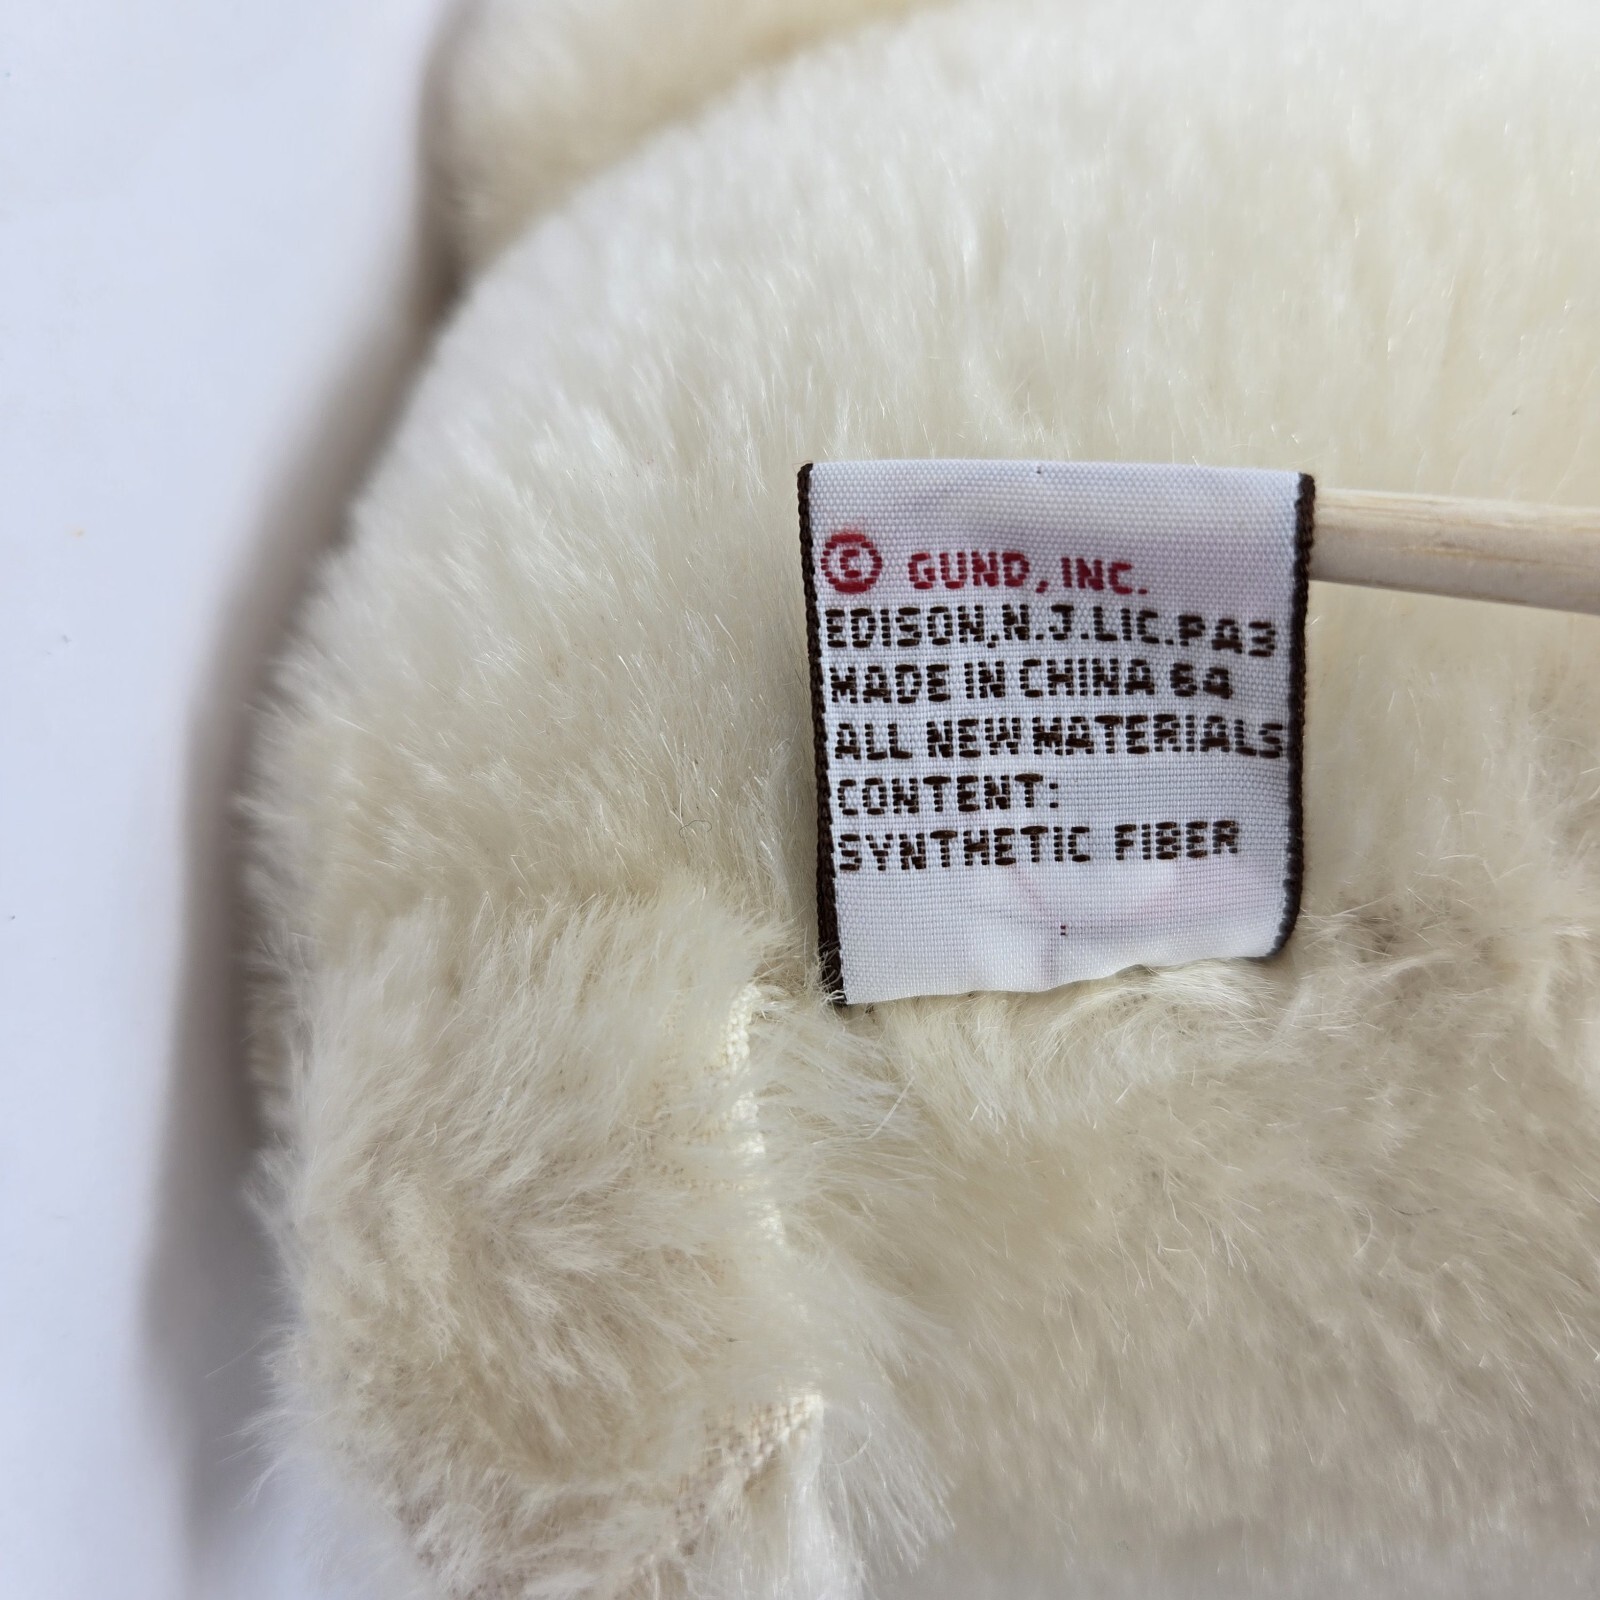 © GUND, INC.
EDISON, N.J. LIC. PA3
MADE IN CHINA 64
ALL NEW MATERIALS
CONTENT:
SYNTHETIC FIBER